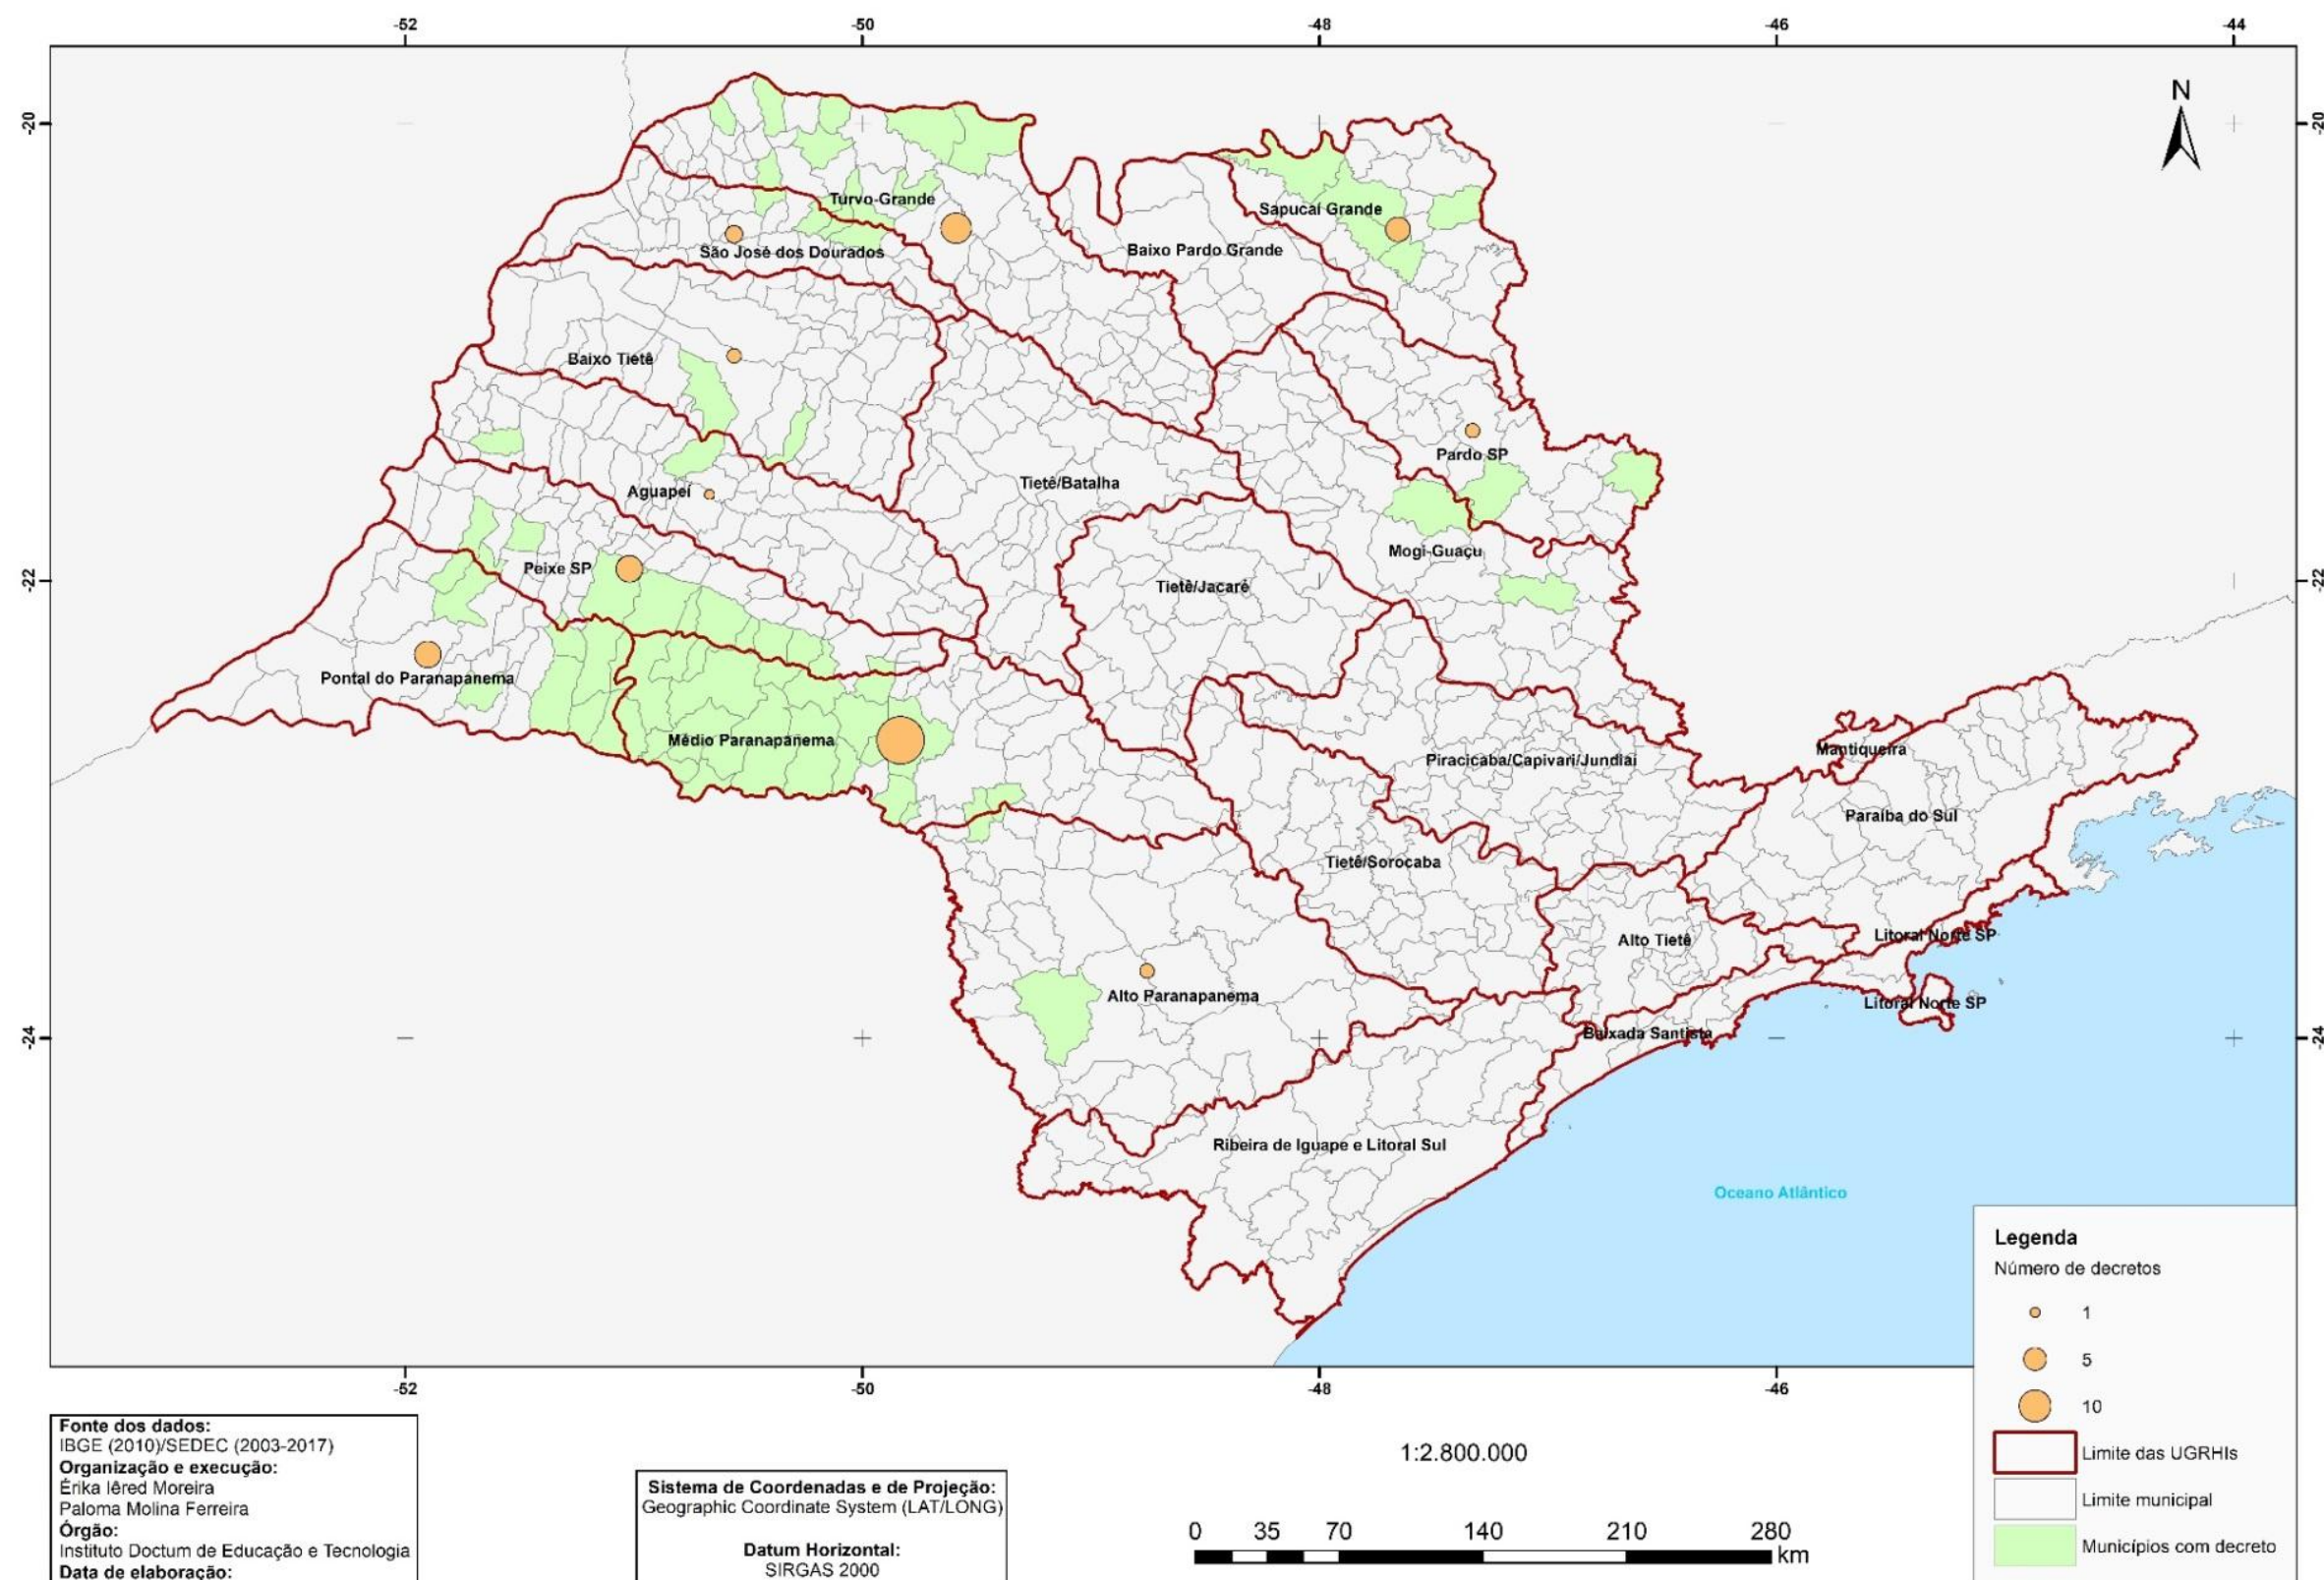 -52
-50
-48
-46
-44
-20
-20
N
Turvo-Grande
Sapucaí Grande
São José dos Dourados
Baixo Pardo Grande
Baixo Tietê
Pardo SP
Tietê/Batalha
Aguapeí
Mogi-Guaçu
Peixe SP
-22
-22
Tietê/Jacaré
Pontal do Paranapanema
Médio Paranapanema
Mantiqueira
Piracicaba/Capivari/Jundiaí
Paraíba do Sul
Tietê/Sorocaba
Alto Tietê
Litoral Norte SP
Alto Paranapanema
Litoral Norte SP
Baixada Santista
-24
-24
Ribeira de Iguape e Litoral Sul
Oceano Atlântico
-52
-50
-48
-46
Legenda
Número de decretos
1
5
10
Limite das UGRHIs
Limite municipal
Municípios com decreto
Fonte dos dados:
IBGE (2010)/SEDEC (2003-2017)
Organização e execução:
Érika Iêred Moreira
Paloma Molina Ferreira
Órgão:
Instituto Doctum de Educação e Tecnologia
Data de elaboração:
Sistema de Coordenadas e de Projeção:
Geographic Coordinate System (LAT/LONG)
Datum Horizontal:
SIRGAS 2000
1:2.800.000
0 35 70 140 210 280
km